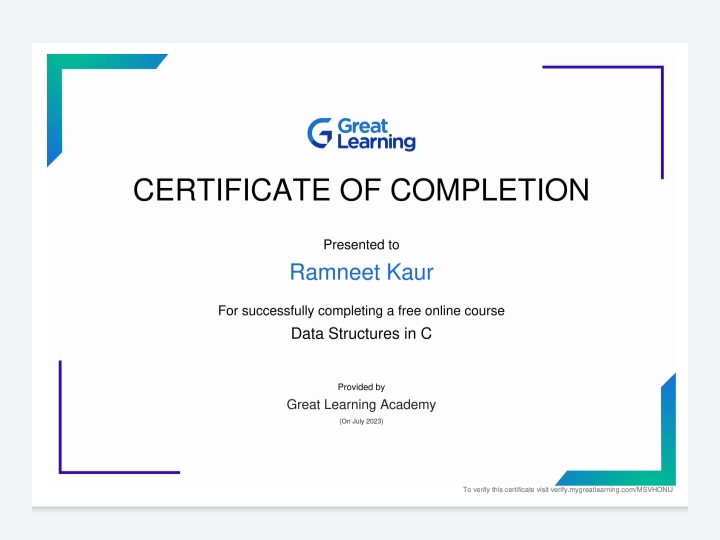 Great
Learning
CERTIFICATE OF COMPLETION
Presented to
Ramneet Kaur
For successfully completing a free online course
Data Structures in C
Provided by
Great Learning Academy
(On July 2023)
To verify this certificate visit verify.mygreatlearning.com/MSVHONIJ